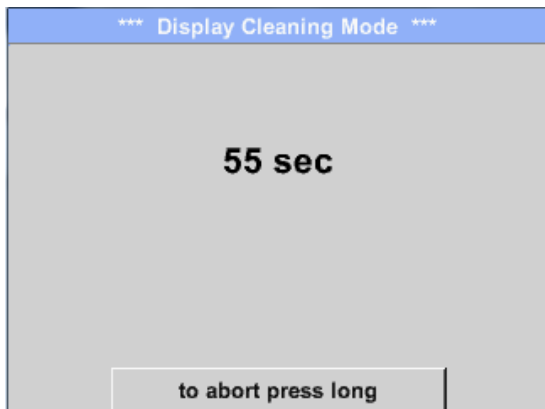 *** Display Cleaning Mode ***
55 sec
to abort press long